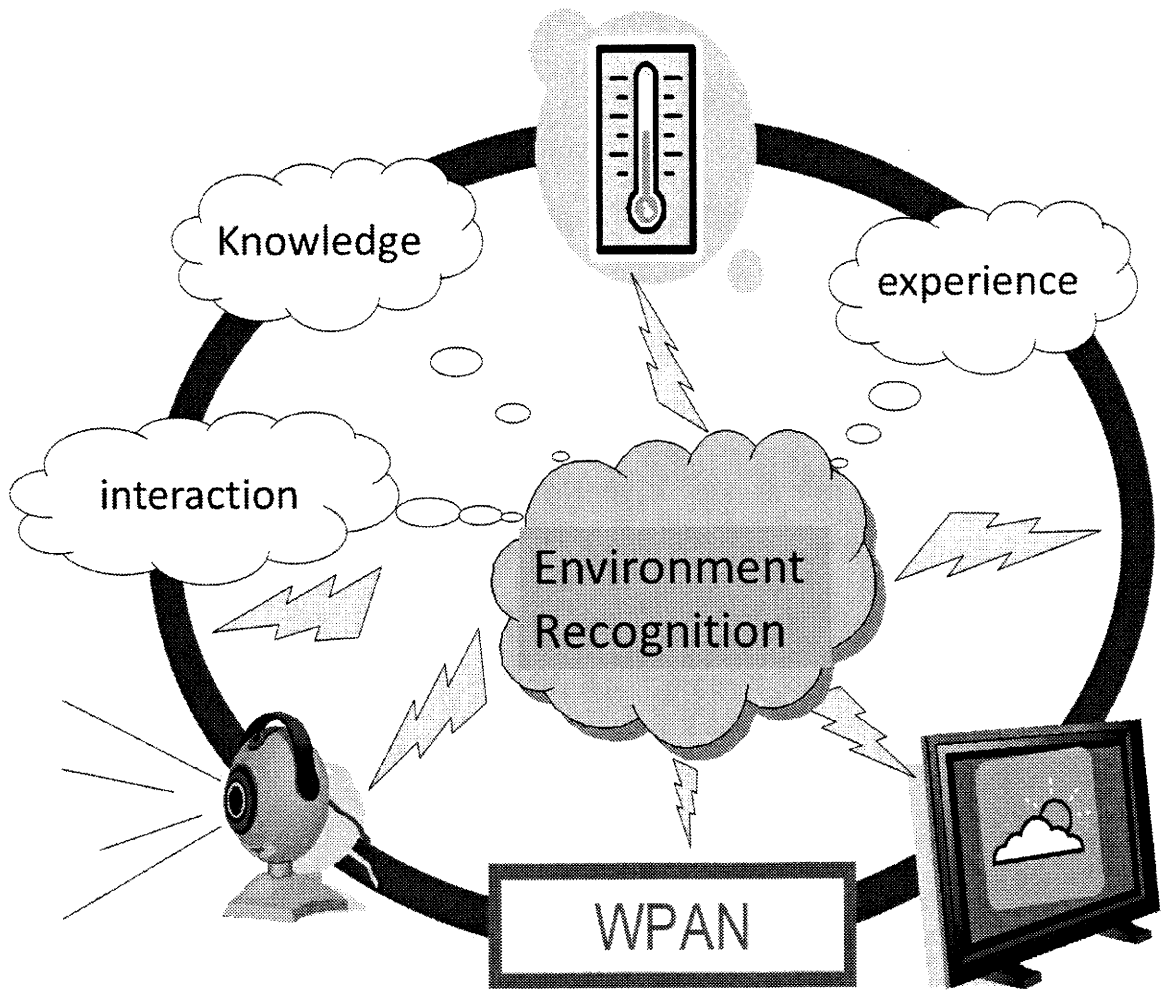 Knowledge
experience
interaction
Environment
Recognition
WPAN